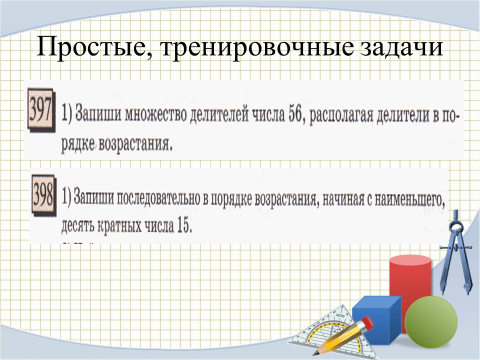 Простые, тренировочные задачи
397 1) Запиши множество делителей числа 56, располагая делители в по-
рядке возрастания.
398 1) Запиши последовательно в порядке возрастания, начиная с наименьшего,
десять кратных числа 15.